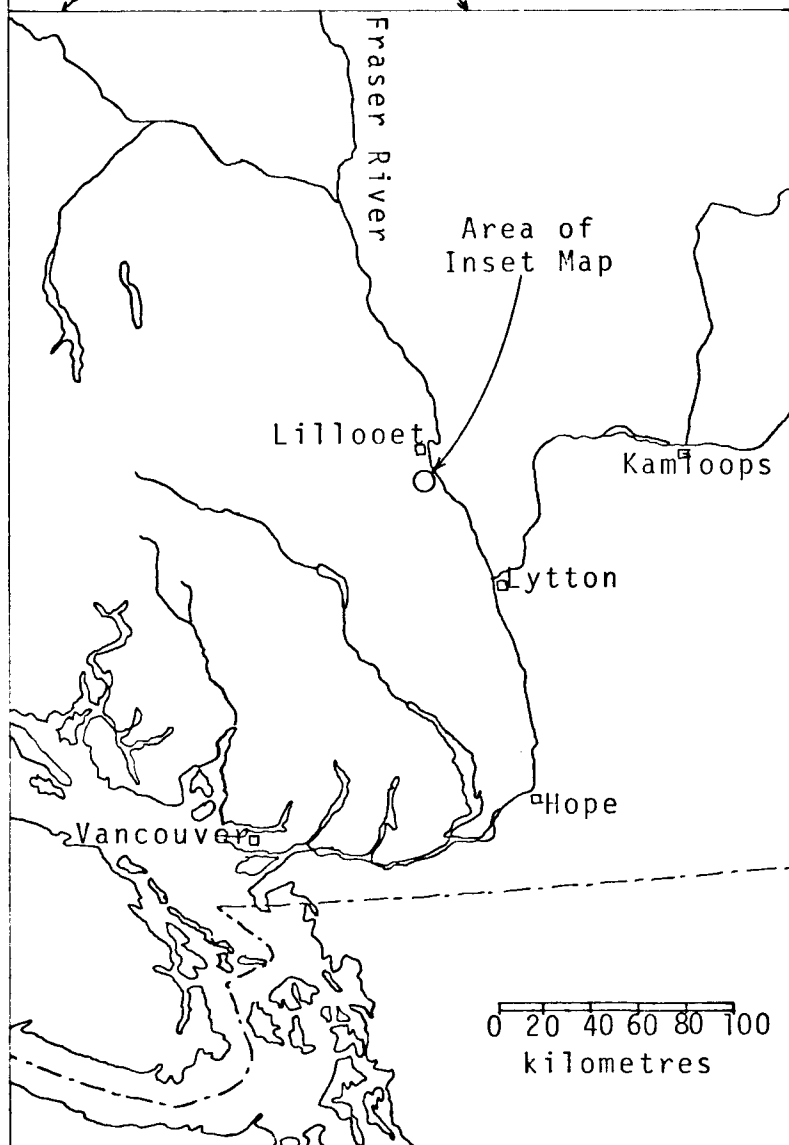 Fraser River
Area of
Inset Map
Lillooet
Kamloops
Lytton
Hope
Vancouver
0 20 40 60 80 100
kilometres